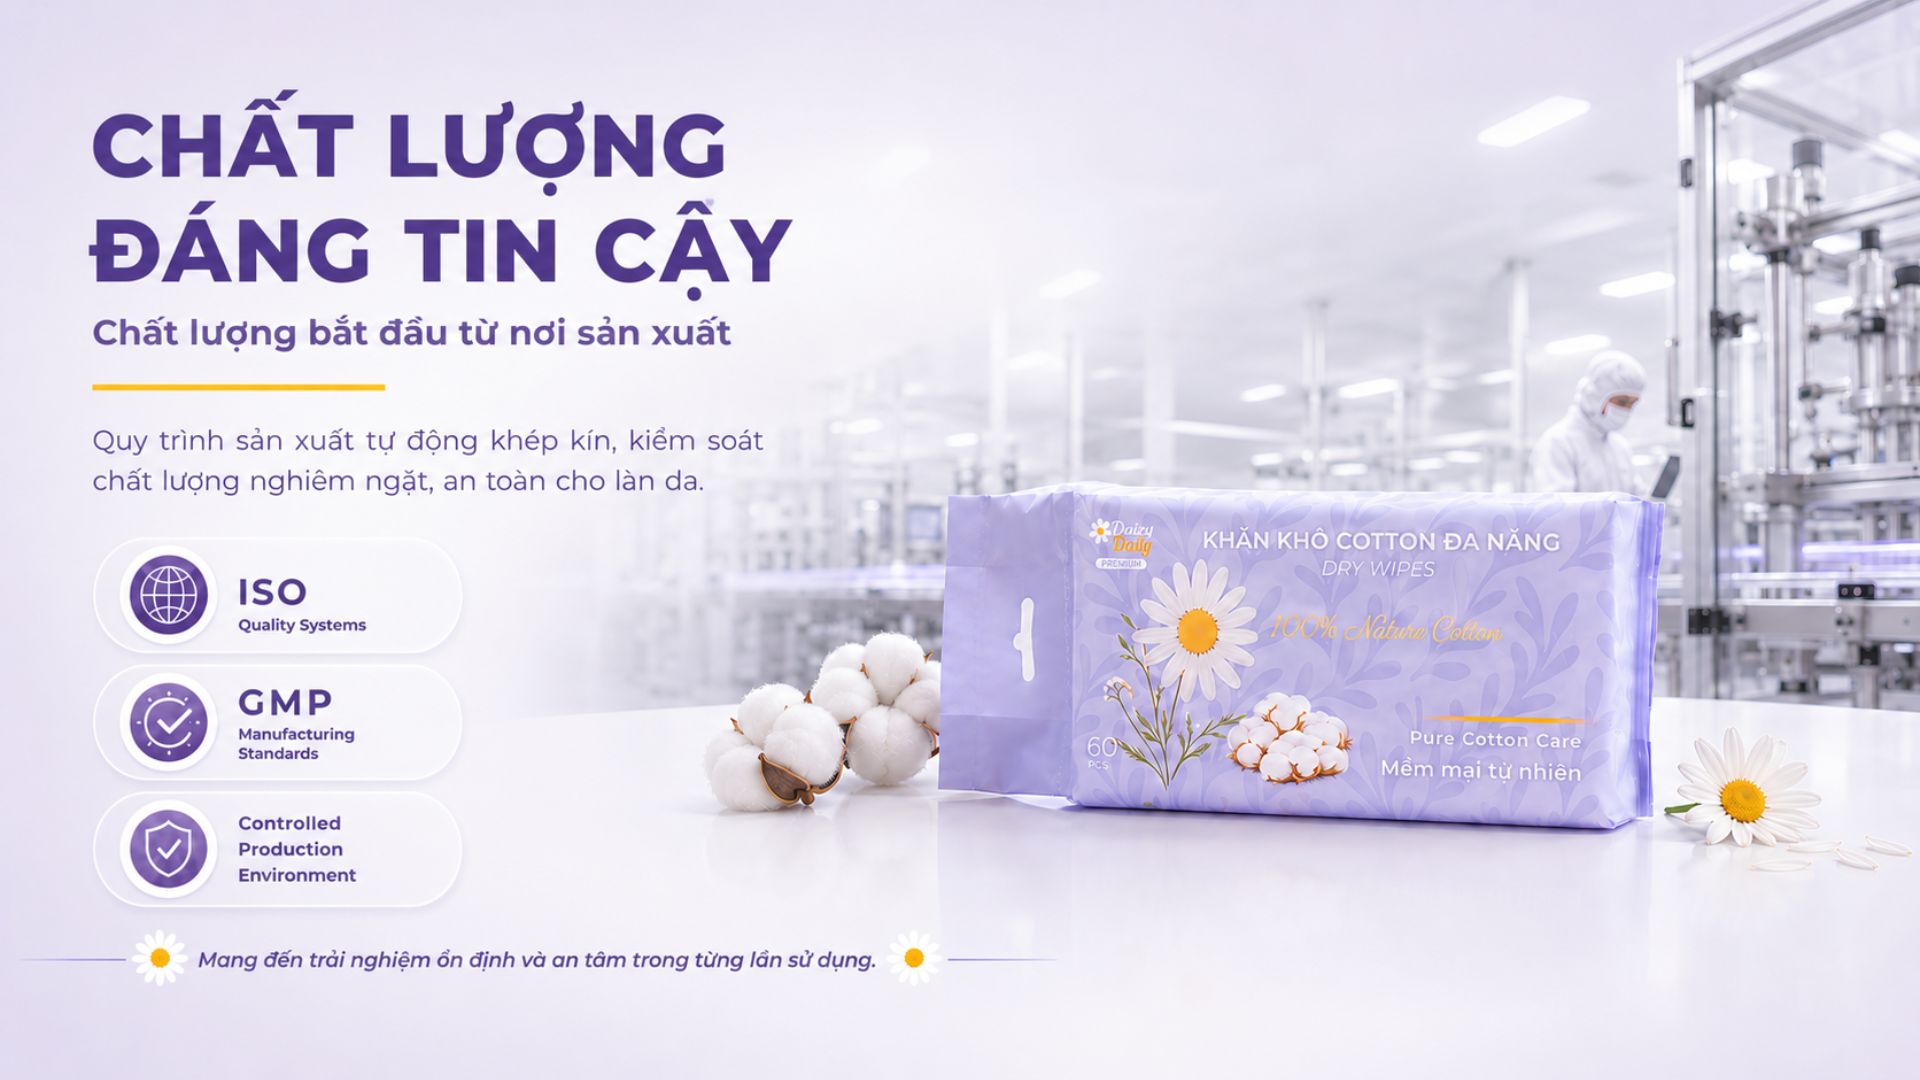 CHẤT LƯỢNG
ĐÁNG TIN CẬY
Chất lượng bắt đầu từ nơi sản xuất
Quy trình sản xuất tự động khép kín, kiểm soát
chất lượng nghiêm ngặt, an toàn cho làn da.
ISO
Quality Systems
GMP
Manufacturing
Standards
Controlled
Production
Environment
Mang đến trải nghiệm ổn định và an tâm trong từng lần sử dụng.
Daizy
Daily
PREMIUM
KHĂN KHÔ COTTON ĐA NĂNG
DRY WIPES
100% Nature Cotton
60
PCS
Pure Cotton Care
Mềm mại tự nhiên